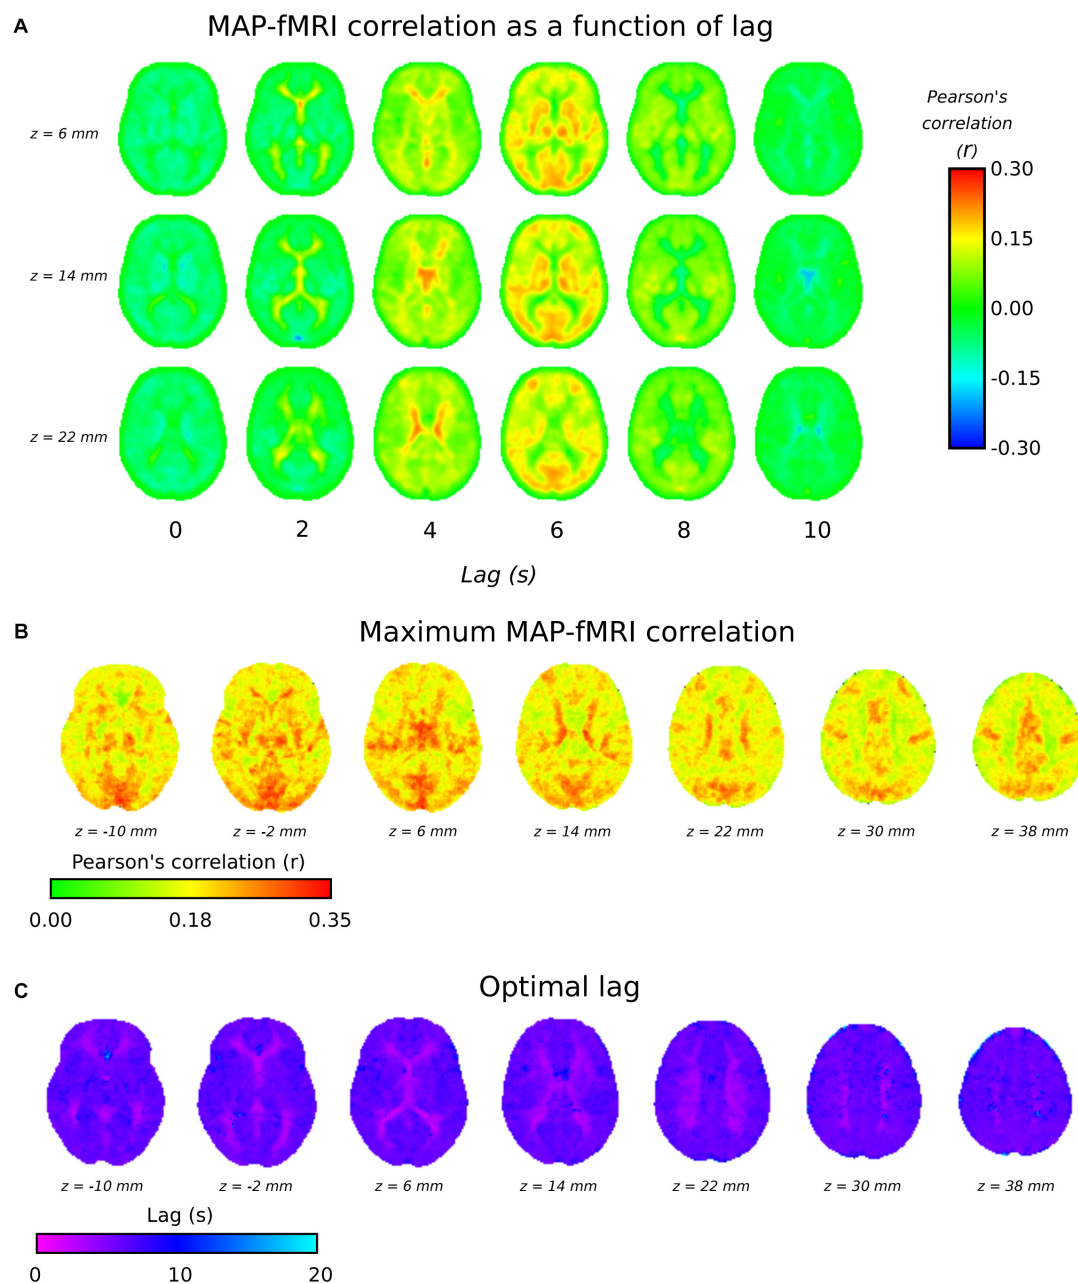 A
MAP-fMRI correlation as a function of lag
Pearson's
correlation
(r)
0.30
0.15
0.00
-0.15
-0.30
z = 6 mm
z = 14 mm
z = 22 mm
0 2 4 6 8 10
Lag (s)
B
Maximum MAP-fMRI correlation
z = -10 mm z = -2 mm z = 6 mm z = 14 mm z = 22 mm z = 30 mm z = 38 mm
Pearson's correlation (r)
0.00 0.18 0.35
C
Optimal lag
z = -10 mm z = -2 mm z = 6 mm z = 14 mm z = 22 mm z = 30 mm z = 38 mm
Lag (s)
0 10 20